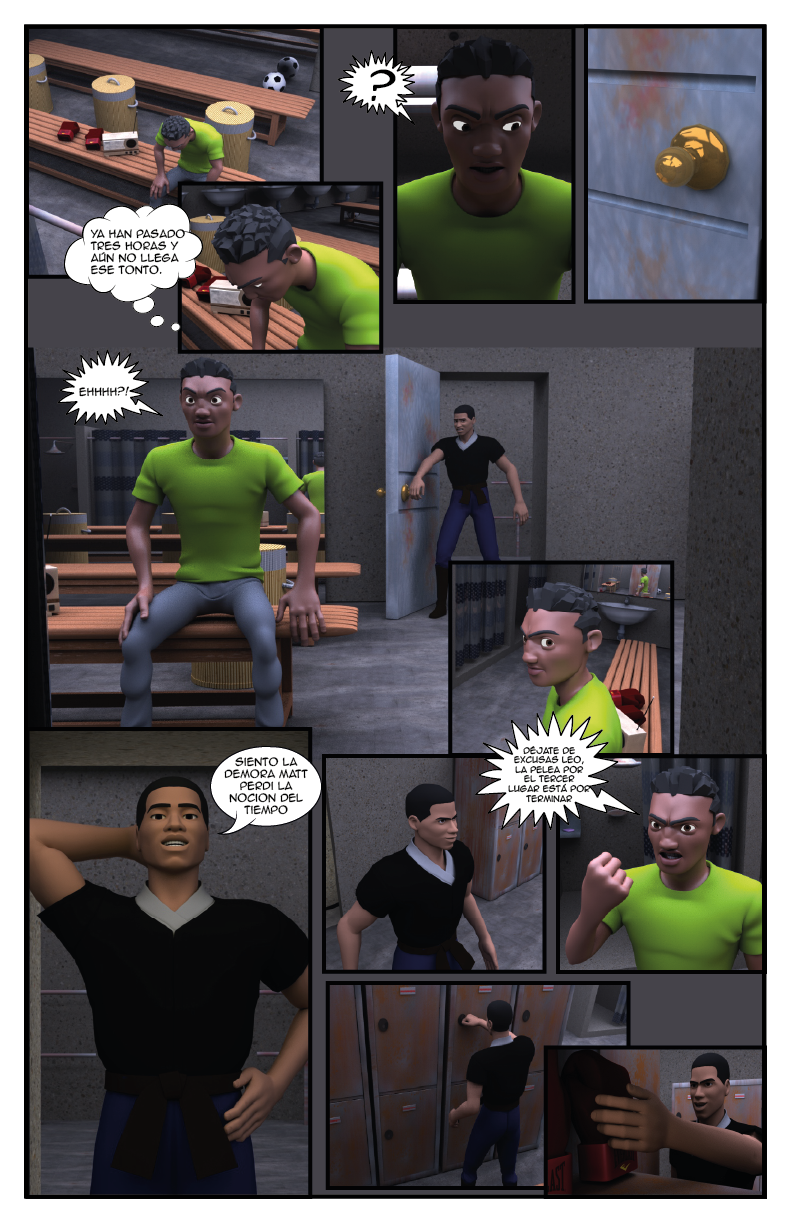 ?
YA HAN PASADO
TRES HORAS Y
AÚN NO LLEGA
ESE TONTO.
EHHHH?!
SIENTO LA
DEMORA MATT
PERDI LA
NOCION DEL
TIEMPO
DÉJATE DE
EXCUSAS LEO,
LA PELEA POR
EL TERCER
LUGAR ESTÁ POR
TERMINAR
AST